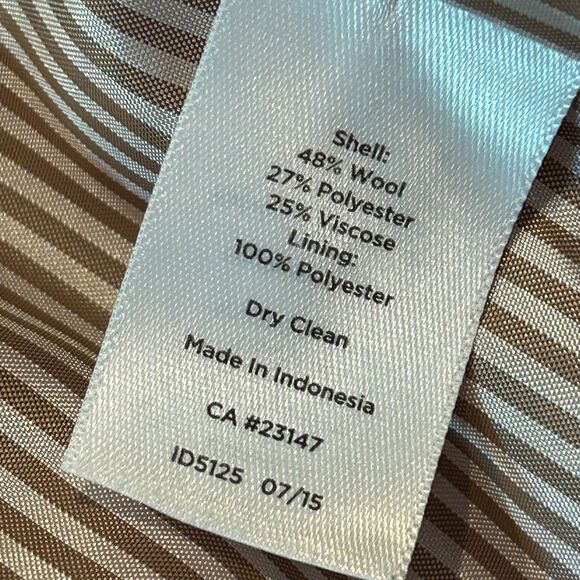 Shell:
48% Wool
27% Polyester
25% Viscose
Lining:
100% Polyester
Dry Clean
Made In Indonesia
CA #23147
ID5125 07/15